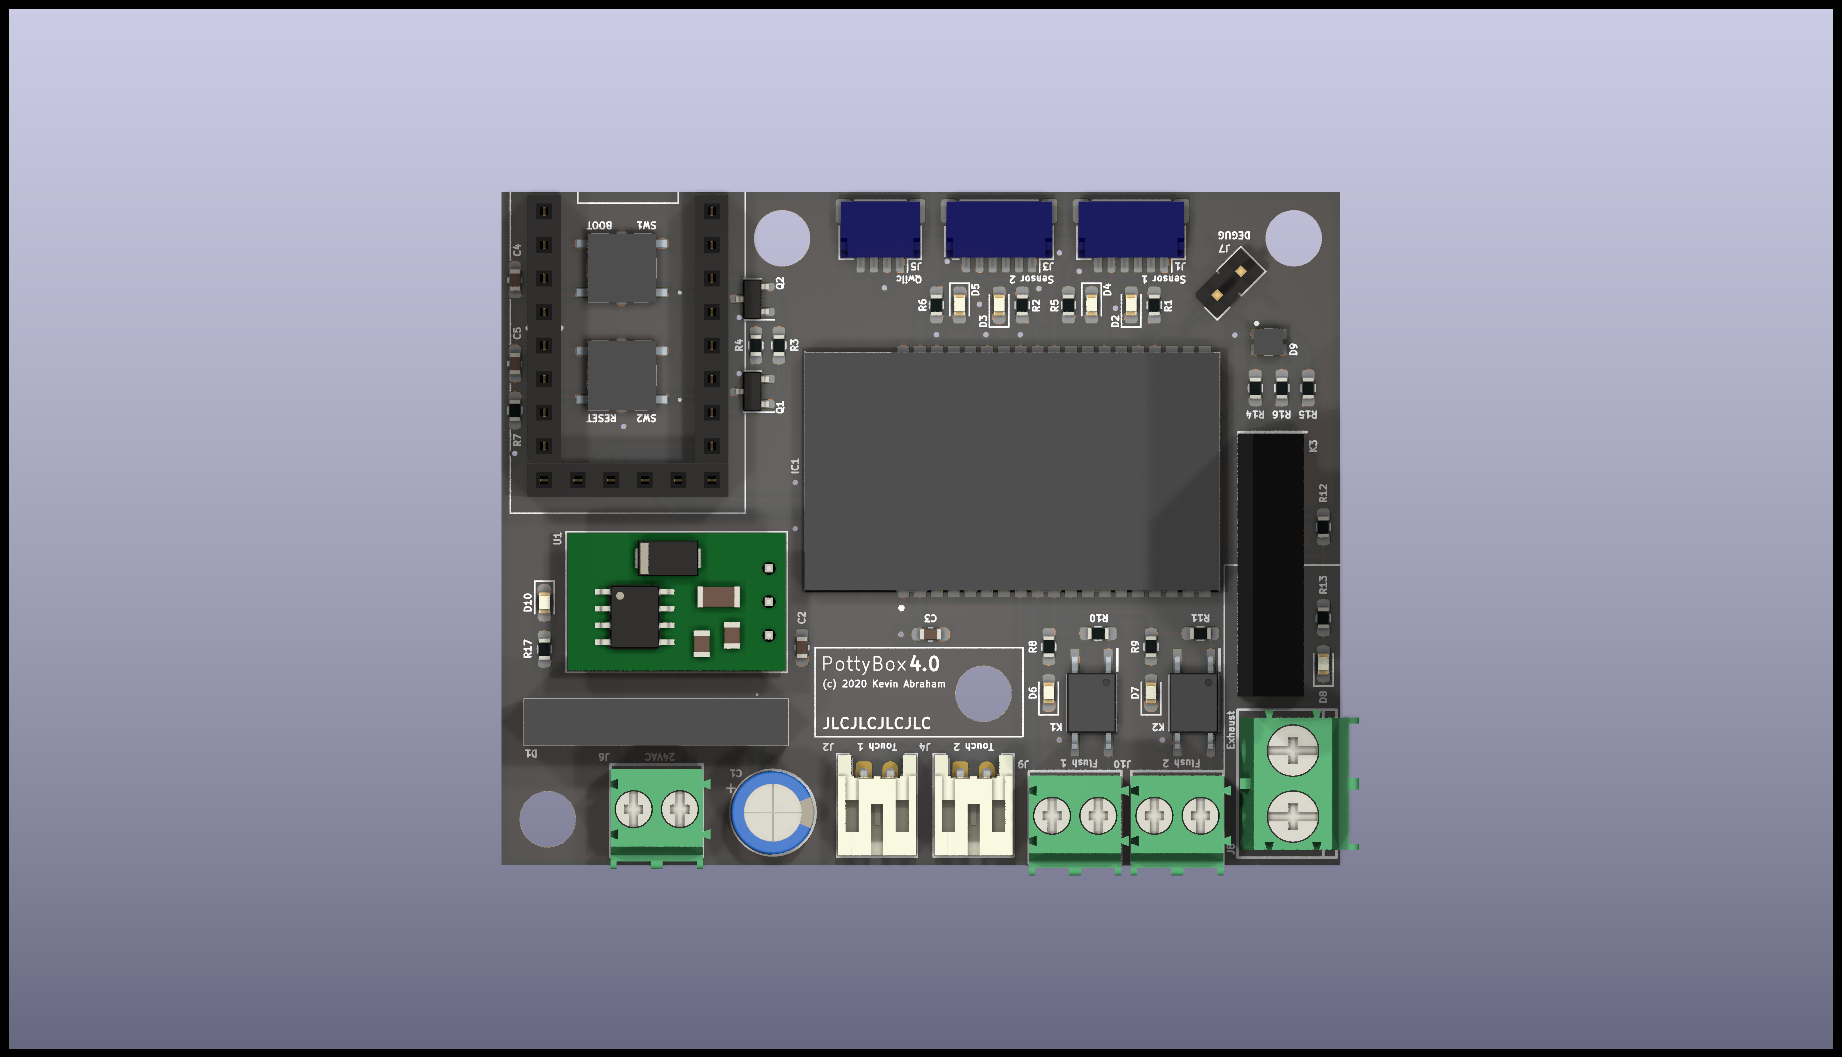 BOOT
SW1
C4
Q2
C5
R4
R3
RESET
SW2
Q1
R7
J5
Qwiic
J3
Sensor 2
J1
Sensor 1
DEGUG
J7
R6
D5
D3
R2
R5
D4
D2
R1
D9
R14
R16
R15
IC1
K3
R12
U1
D10
R17
C2
C3
R8
R10
R9
R11
R13
PottyBox 4.0
(c) 2020 Kevin Abraham
JLCJLCJLCJLC
D6
K1
D7
K2
D8
D1
J6
24VAC
C1
+
J2
Touch 1
J4
Touch 2
J9
Flush 1
J10
Flush 2
Exhaust